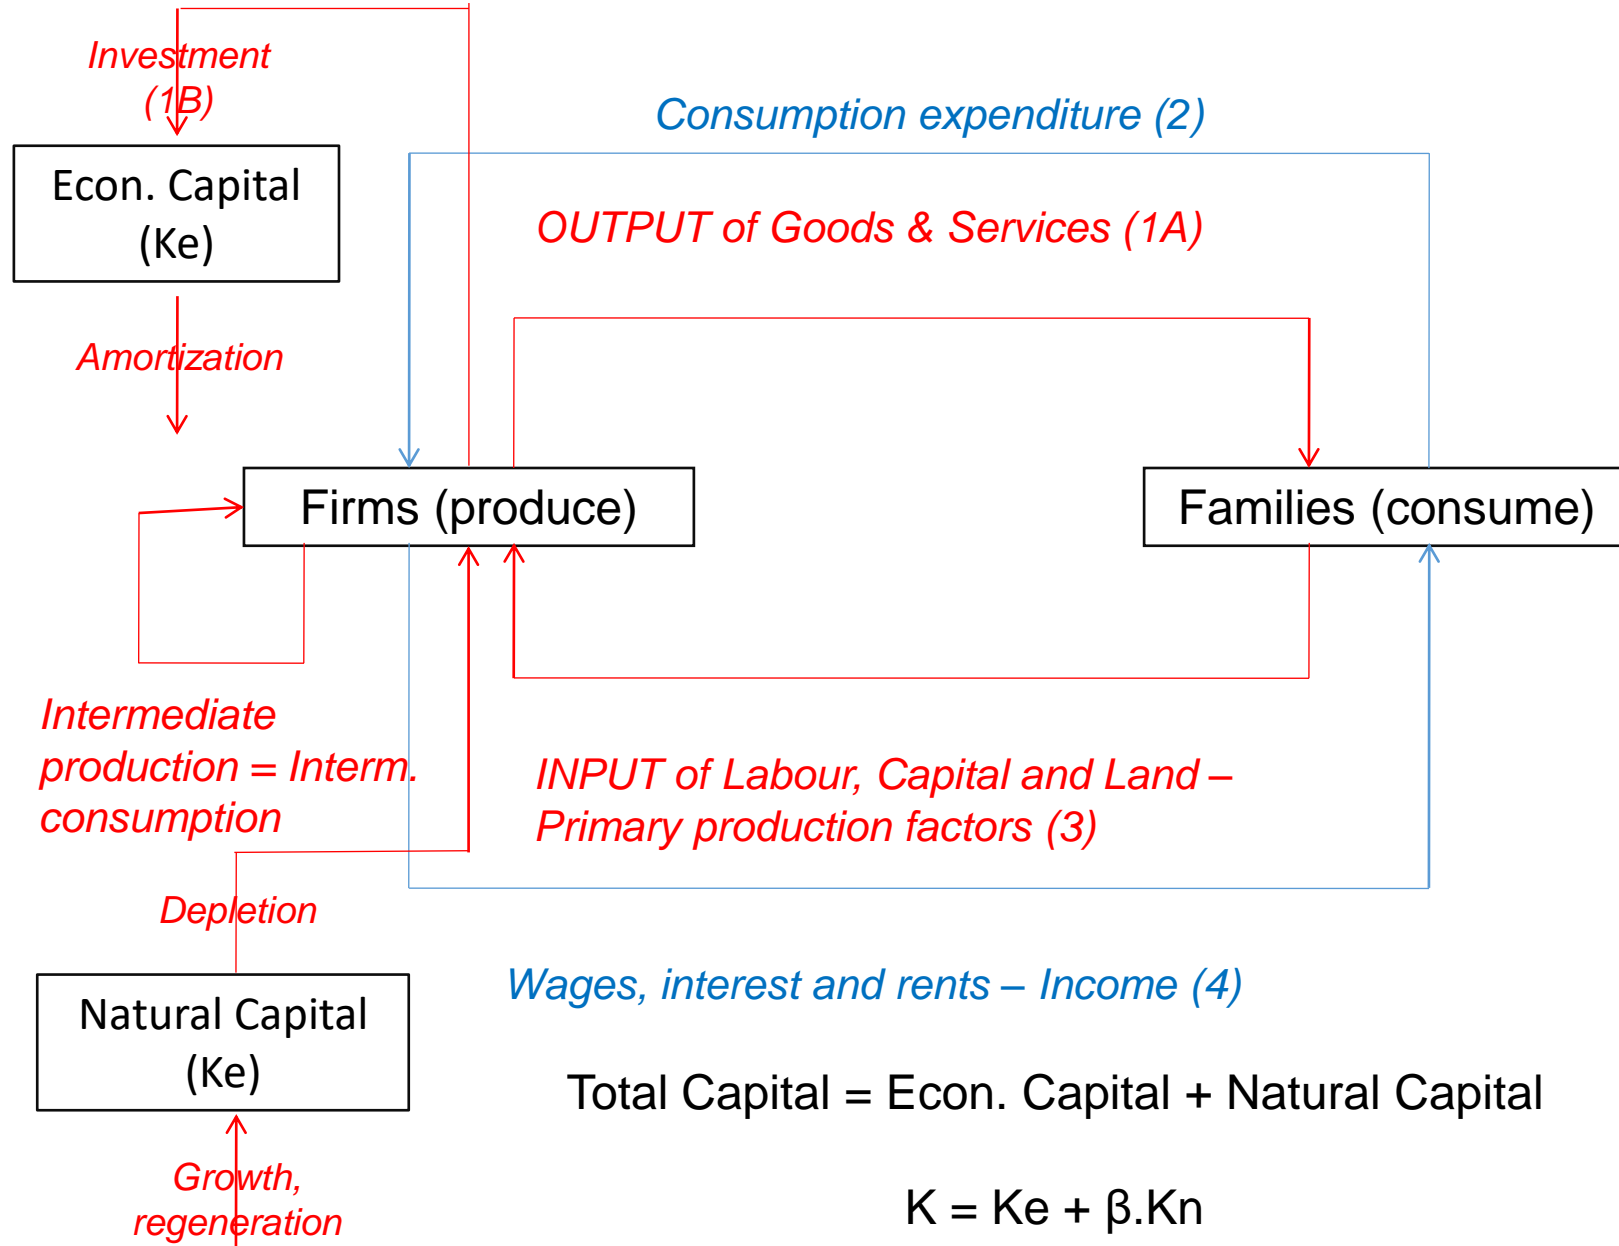 Investment
(1B)
Consumption expenditure (2)
Econ. Capital
(Ke)
OUTPUT of Goods & Services (1A)
Amortization
Firms (produce)
Families (consume)
Intermediate
production = Interm.
consumption
INPUT of Labour, Capital and Land –
Primary production factors (3)
Depletion
Wages, interest and rents – Income (4)
Natural Capital
(Ke)
Total Capital = Econ. Capital + Natural Capital
Growth,
regeneration
K = Ke + β.Kn